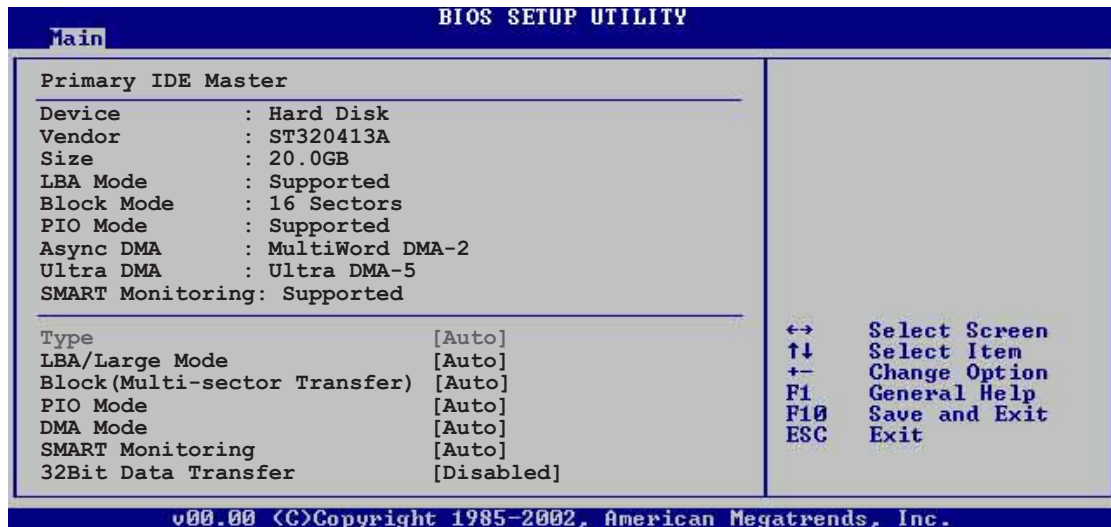 BIOS SETUP UTILITY
Main
Primary IDE Master
Device : Hard Disk
Vendor : ST320413A
Size : 20.0GB
LBA Mode : Supported
Block Mode : 16 Sectors
PIO Mode : Supported
Async DMA : MultiWord DMA-2
Ultra DMA : Ultra DMA-5
SMART Monitoring: Supported
Type [Auto]
LBA/Large Mode [Auto]
Block(Multi-sector Transfer) [Auto]
PIO Mode [Auto]
DMA Mode [Auto]
SMART Monitoring [Auto]
32Bit Data Transfer [Disabled]
←→ Select Screen
↑↓ Select Item
+- Change Option
F1 General Help
F10 Save and Exit
ESC Exit
v00.00 (C)Copyright 1985-2002, American Megatrends, Inc.